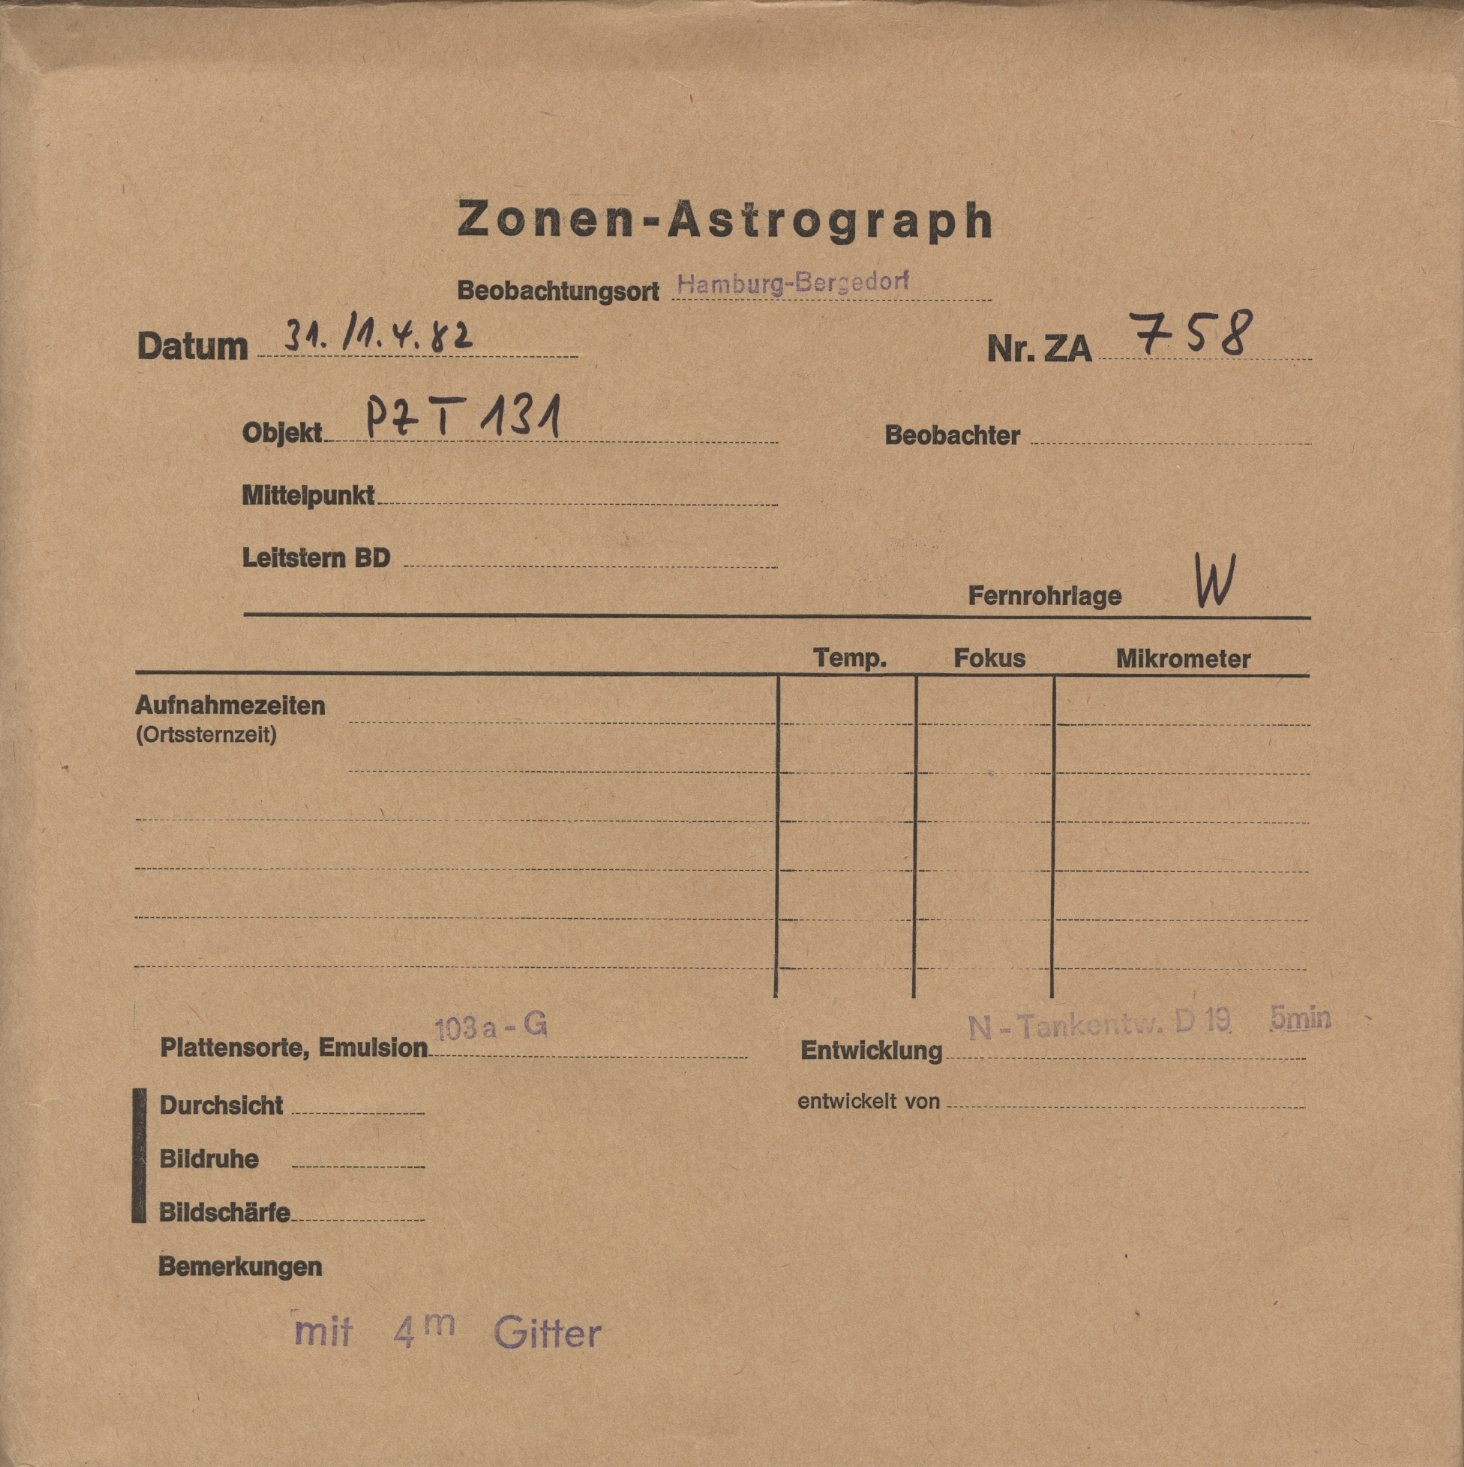 Zonen-Astrograph
Beobachtungsort Hamburg-Bergedorf
Datum 31./1.4.82 Nr. ZA 758
Objekt PZT 131 Beobachter
Mittelpunkt
Leitstern BD
Fernrohrlage W
Temp. Fokus Mikrometer
Aufnahmezeiten
(Ortssternzeit)
Plattensorte, Emulsion 103a-G Entwicklung N-Tankentw. D 19 5min
Durchsicht entwickelt von
Bildruhe
Bildschärfe
Bemerkungen
mit 4m Gitter